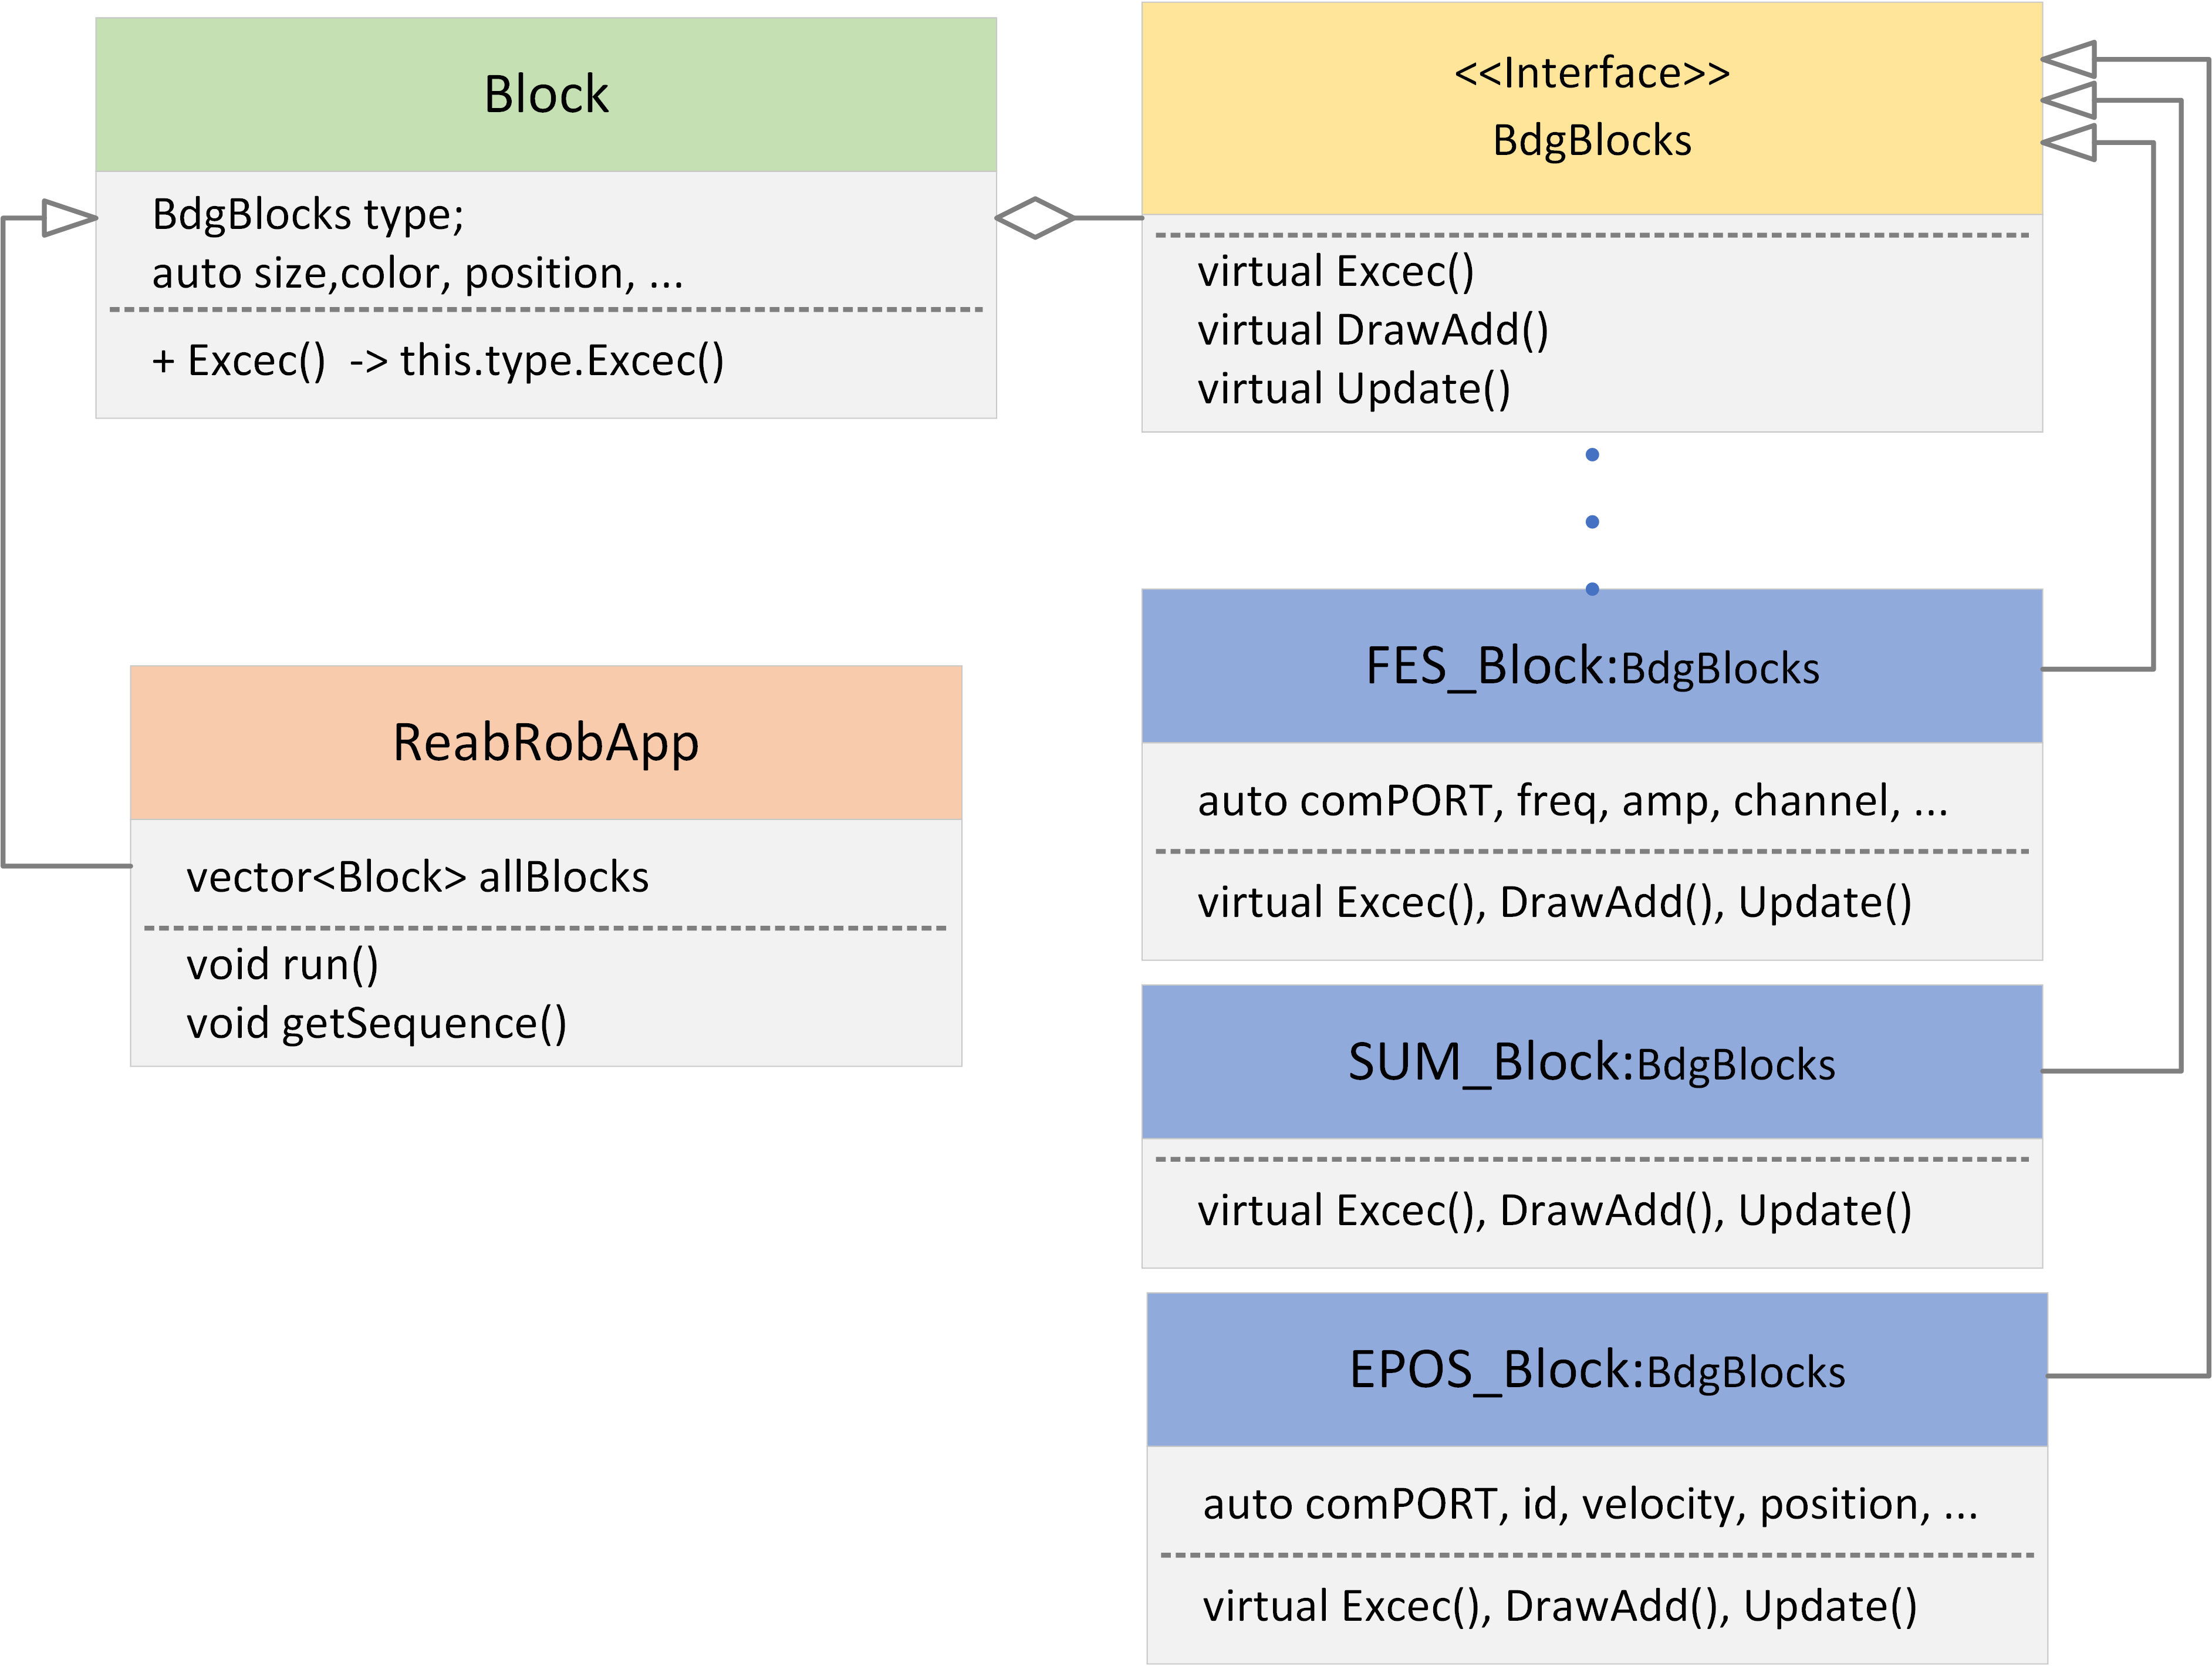 Block
BdgBlocks type;
auto size,color, position, ...
+ Excec()  -> this.type.Excec()
<<Interface>>
BdgBlocks
virtual Excec()
virtual DrawAdd()
virtual Update()
ReabRobApp
vector<Block> allBlocks
void run()
void getSequence()
FES_Block:BdgBlocks
auto comPORT, freq, amp, channel, ...
virtual Excec(), DrawAdd(), Update()
SUM_Block:BdgBlocks
virtual Excec(), DrawAdd(), Update()
EPOS_Block:BdgBlocks
auto comPORT, id, velocity, position, ...
virtual Excec(), DrawAdd(), Update()